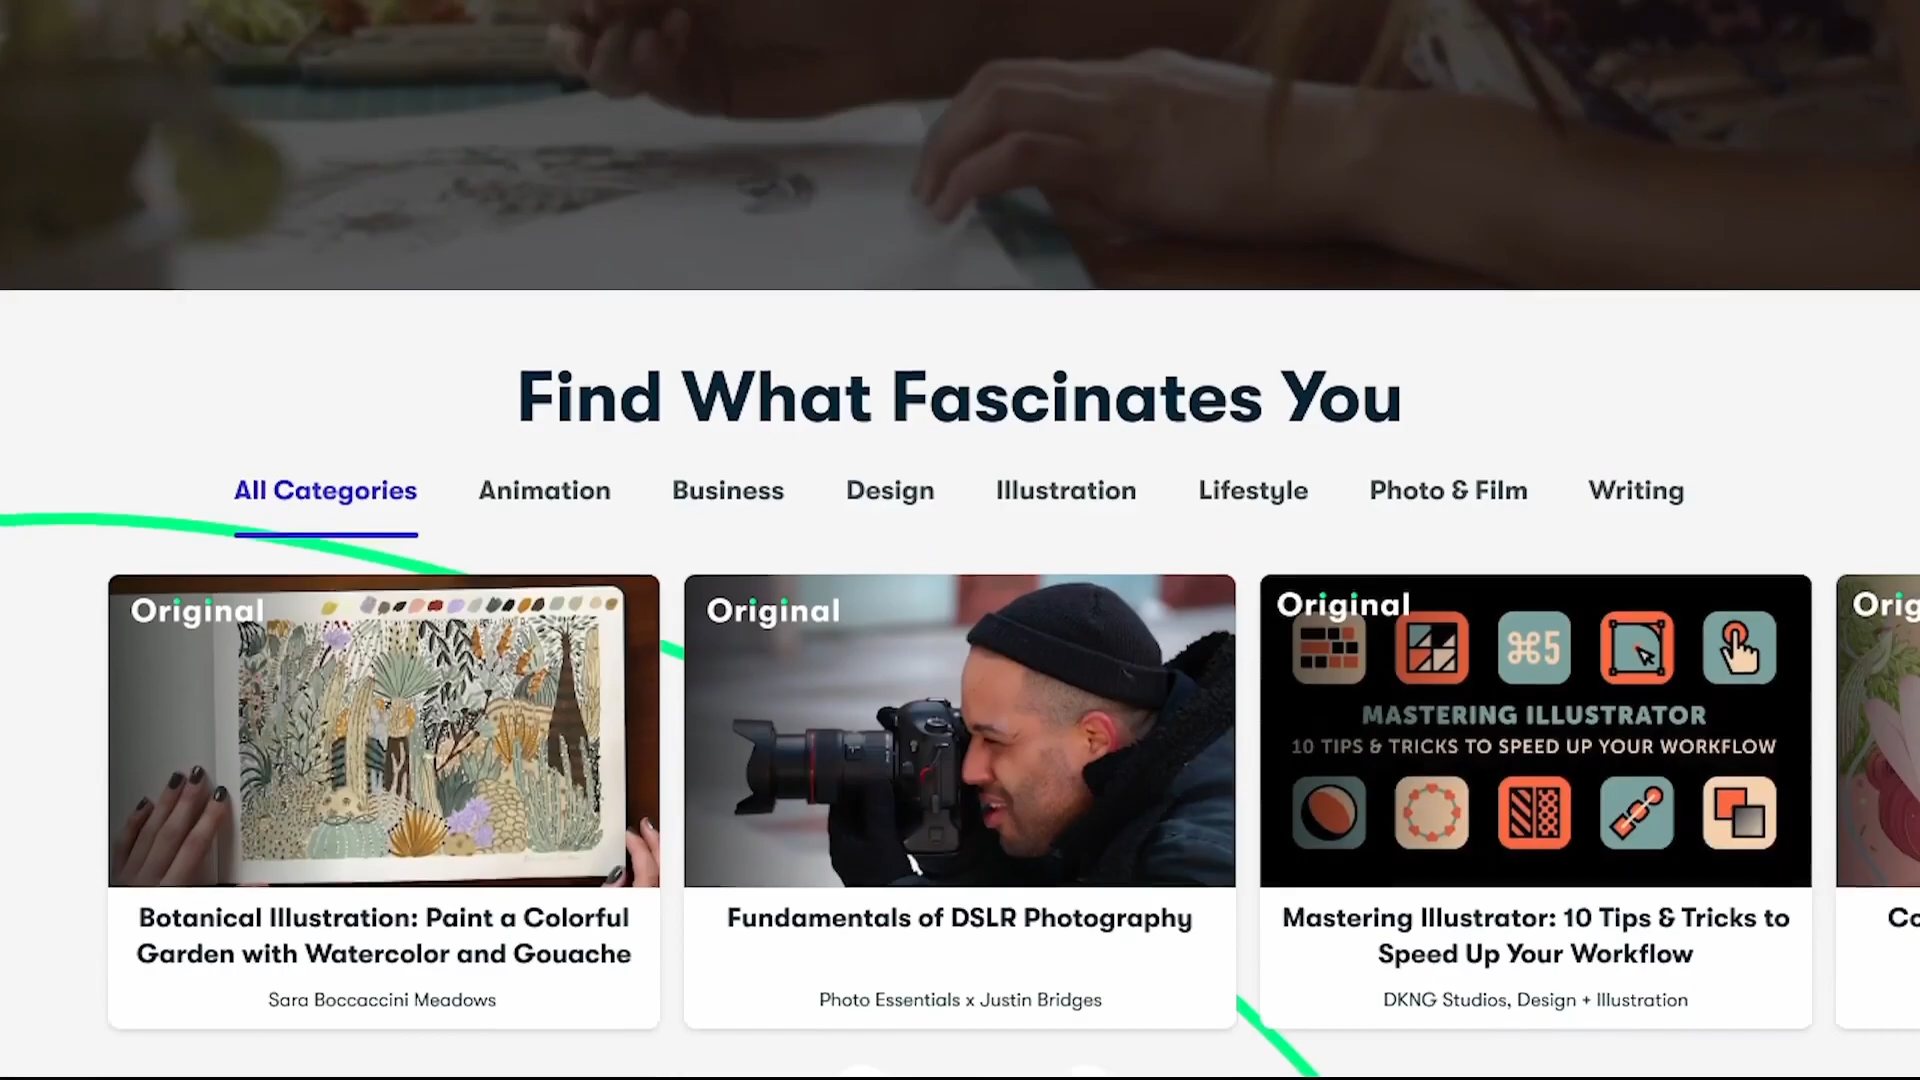 Find What Fascinates You
All Categories Animation Business Design Illustration Lifestyle Photo & Film Writing
Original
Botanical Illustration: Paint a Colorful
Garden with Watercolor and Gouache
Sara Boccaccini Meadows
Original
Fundamentals of DSLR Photography
Photo Essentials x Justin Bridges
Original
⌘5
MASTERING ILLUSTRATOR
10 TIPS & TRICKS TO SPEED UP YOUR WORKFLOW
Mastering Illustrator: 10 Tips & Tricks to
Speed Up Your Workflow
DKNG Studios, Design + Illustration
Orig
Co